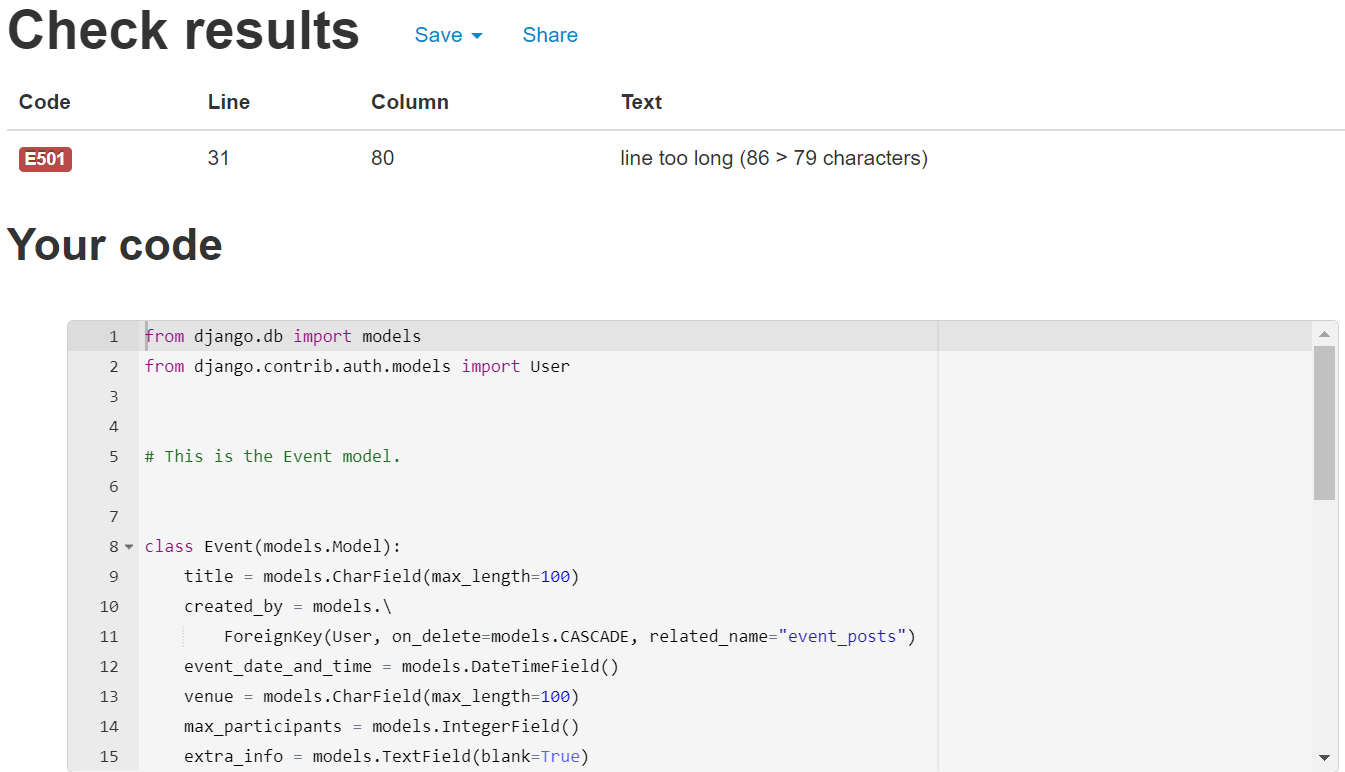 Check results Save Share
Code Line Column Text
E501 31 80 line too long (86 > 79 characters)
Your code
1 from django.db import models
2 from django.contrib.auth.models import User
3
4
5 # This is the Event model.
6
7
8 class Event(models.Model):
9     title = models.CharField(max_length=100)
10     created_by = models.\
11         ForeignKey(User, on_delete=models.CASCADE, related_name="event_posts")
12     event_date_and_time = models.DateTimeField()
13     venue = models.CharField(max_length=100)
14     max_participants = models.IntegerField()
15     extra_info = models.TextField(blank=True)